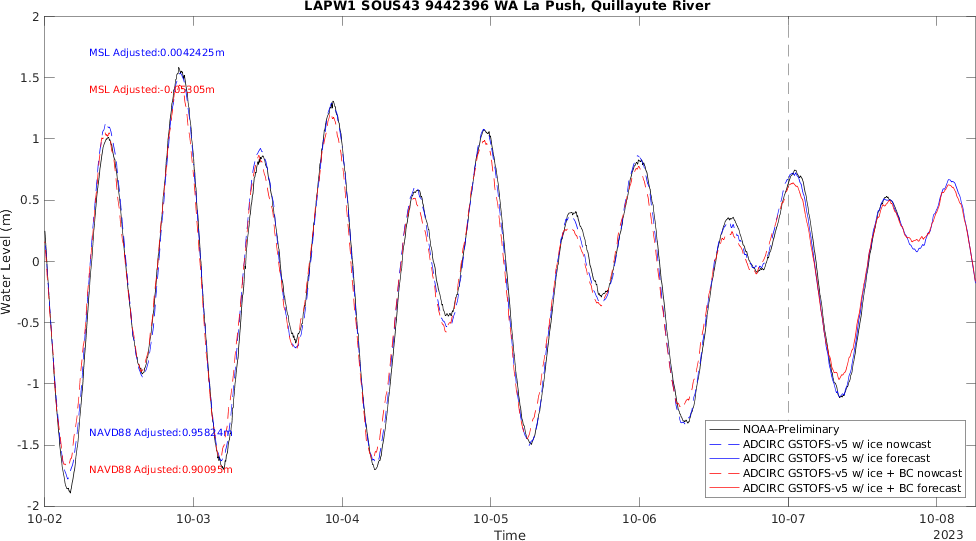 LAPW1 SOUS43 9442396 WA La Push, Quillayute River
2
1.5
1
0.5
0
-0.5
-1
-1.5
-2
Water Level (m)
MSL Adjusted:0.0042425m
MSL Adjusted:-0.05305m
NAVD88 Adjusted:0.95824m
NAVD88 Adjusted:0.90095m
NOAA-Preliminary
ADCIRC GSTOFS-v5 w/ ice nowcast
ADCIRC GSTOFS-v5 w/ ice forecast
ADCIRC GSTOFS-v5 w/ ice + BC nowcast
ADCIRC GSTOFS-v5 w/ ice + BC forecast
10-02 10-03 10-04 10-05 10-06 10-07 10-08
Time
2023